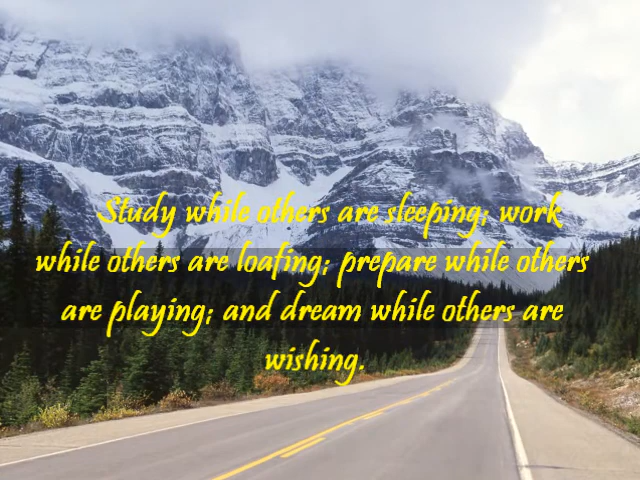 Study while others are sleeping; work
while others are loafing; prepare while others
are playing; and dream while others are
wishing.